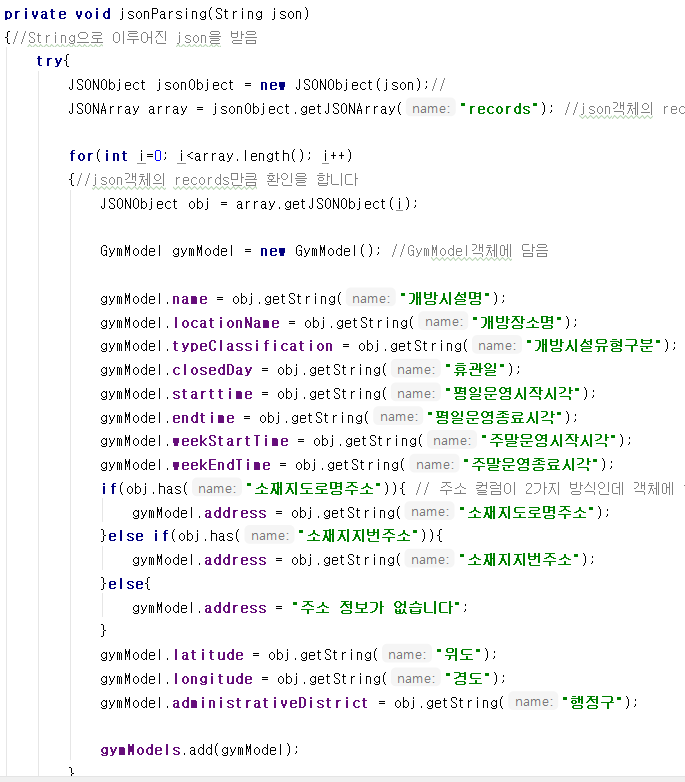 private void jsonParsing(String json)
{//String으로 이루어진 json을 받음
try{
JSONObject jsonObject = new JSONObject(json);//
JSONArray array = jsonObject.getJSONArray( name: "records"); //json객체의 rec
for(int i=0; i<array.length(); i++)
{//json객체의 records만큼 확인을 합니다
JSONObject obj = array.getJSONObject(i);
GymModel gymModel = new GymModel(); //GymModel객체에 담음
gymModel.name = obj.getString( name: "개방시설명");
gymModel.locationName = obj.getString( name: "개방장소명");
gymModel.typeClassification = obj.getString( name: "개방시설유형구분");
gymModel.closedDay = obj.getString( name: "휴관일");
gymModel.starttime = obj.getString( name: "평일운영시작시각");
gymModel.endtime = obj.getString( name: "평일운영종료시각");
gymModel.weekStartTime = obj.getString( name: "주말운영시작시각");
gymModel.weekEndTime = obj.getString( name: "주말운영종료시각");
if(obj.has( name: "소재지도로명주소")){ // 주소 컬럼이 2가지 방식인데 객체에
gymModel.address = obj.getString( name: "소재지도로명주소");
}else if(obj.has( name: "소재지지번주소")){
gymModel.address = obj.getString( name: "소재지지번주소");
}else{
gymModel.address = "주소 정보가 없습니다";
}
gymModel.latitude = obj.getString( name: "위도");
gymModel.longitude = obj.getString( name: "경도");
gymModel.administrativeDistrict = obj.getString( name: "행정구");
gymModels.add(gymModel);
}